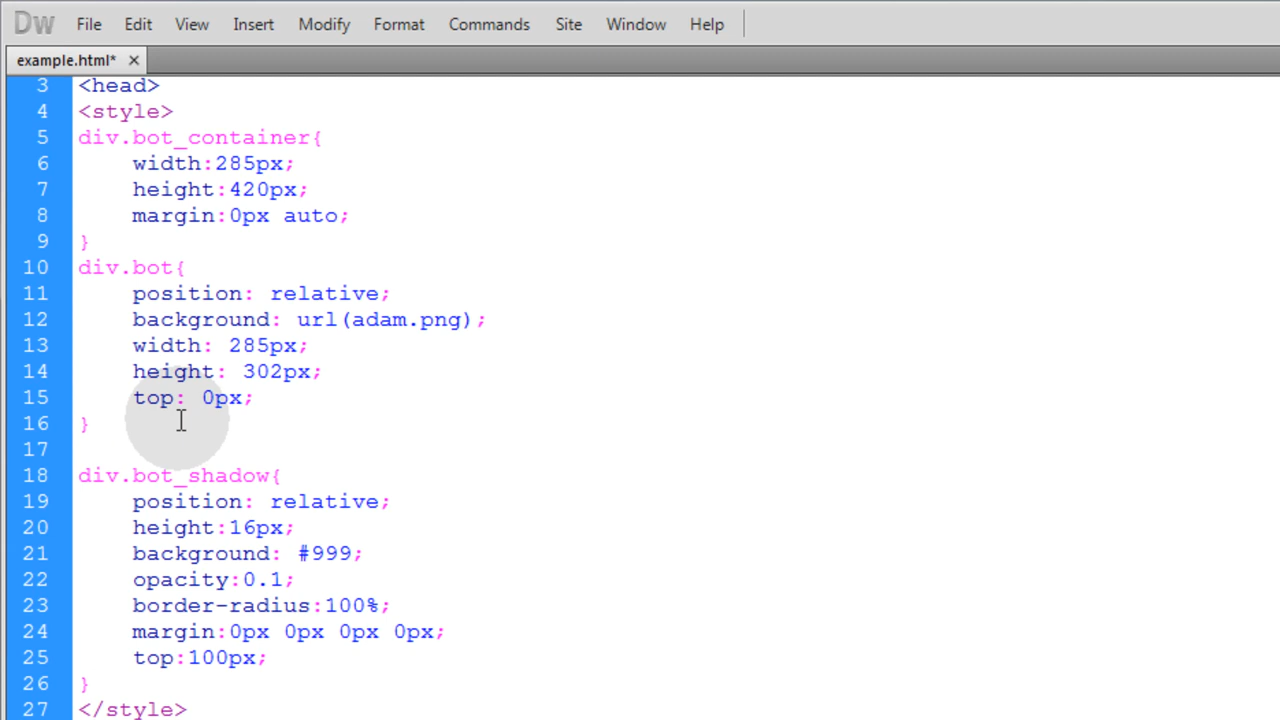 Dw File Edit View Insert Modify Format Commands Site Window Help
example.html* ×
3 <head>
4 <style>
5 div.bot_container{
6 width:285px;
7 height:420px;
8 margin:0px auto;
9 }
10 div.bot{
11 position: relative;
12 background: url(adam.png);
13 width: 285px;
14 height: 302px;
15 top: 0px;
16 }
17
18 div.bot_shadow{
19 position: relative;
20 height:16px;
21 background: #999;
22 opacity:0.1;
23 border-radius:100%;
24 margin:0px 0px 0px 0px;
25 top:100px;
26 }
27 </style>